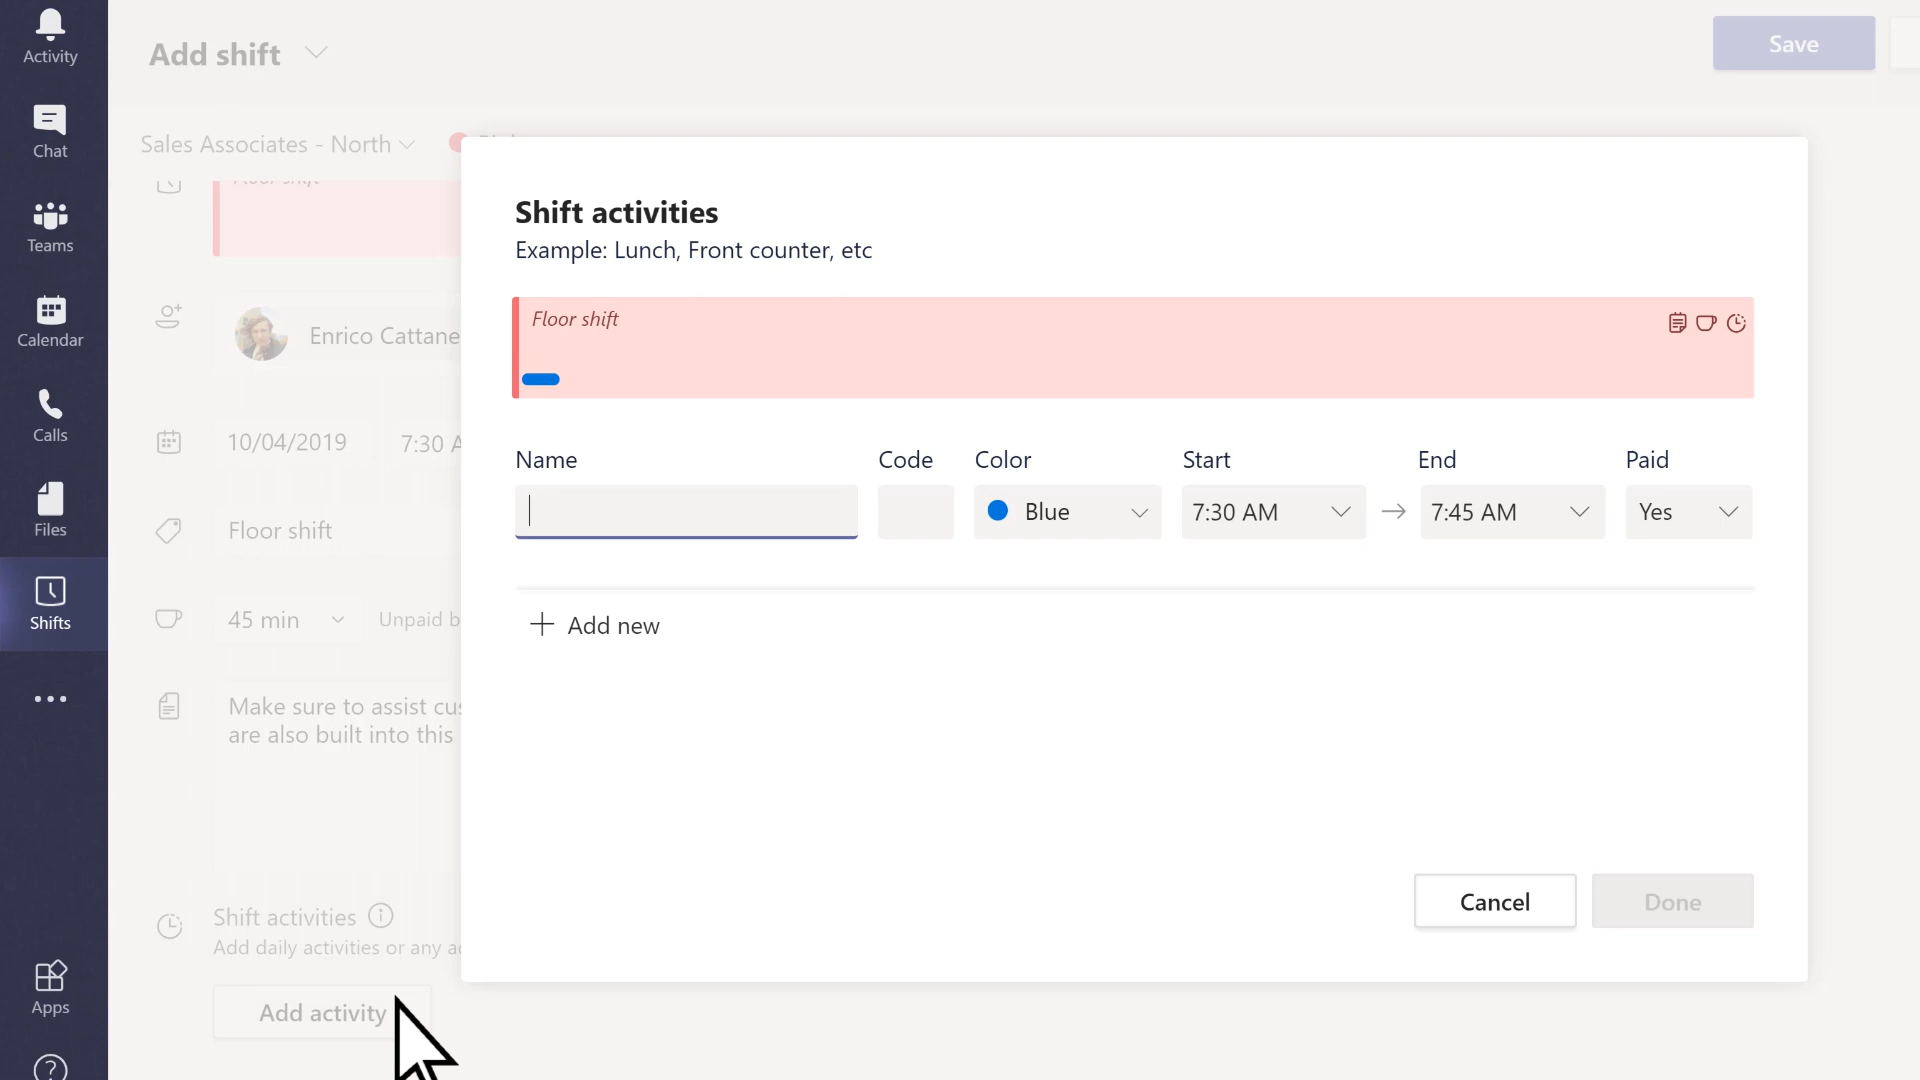 Activity
Chat
Teams
Calendar
Calls
Files
Shifts
Apps
Add shift
Save
Sales Associates - North
Enrico
10/04/2019
7:30
Floor shift
45 min
Unpaid
Make sure to assist
are also built into this
Shift activities
Add daily activities or any
Add activity
Shift activities
Example: Lunch, Front counter, etc
Floor shift
Name Code Color Start End Paid
Blue 7:30 AM 7:45 AM Yes
Add new
Cancel Done